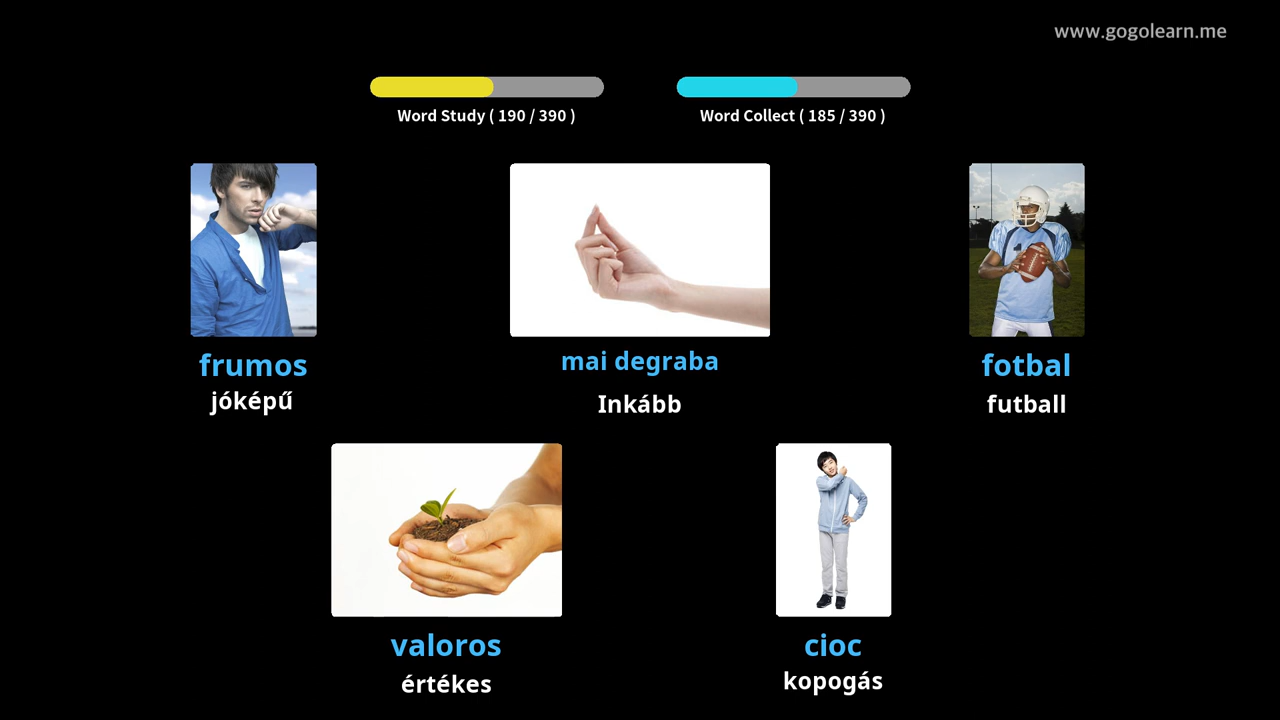 www.gogolearn.me
Word Study ( 190 / 390 )
Word Collect ( 185 / 390 )
frumos
jóképű
mai degraba
Inkább
fotbal
futball
valoros
értékes
cioc
kopogás